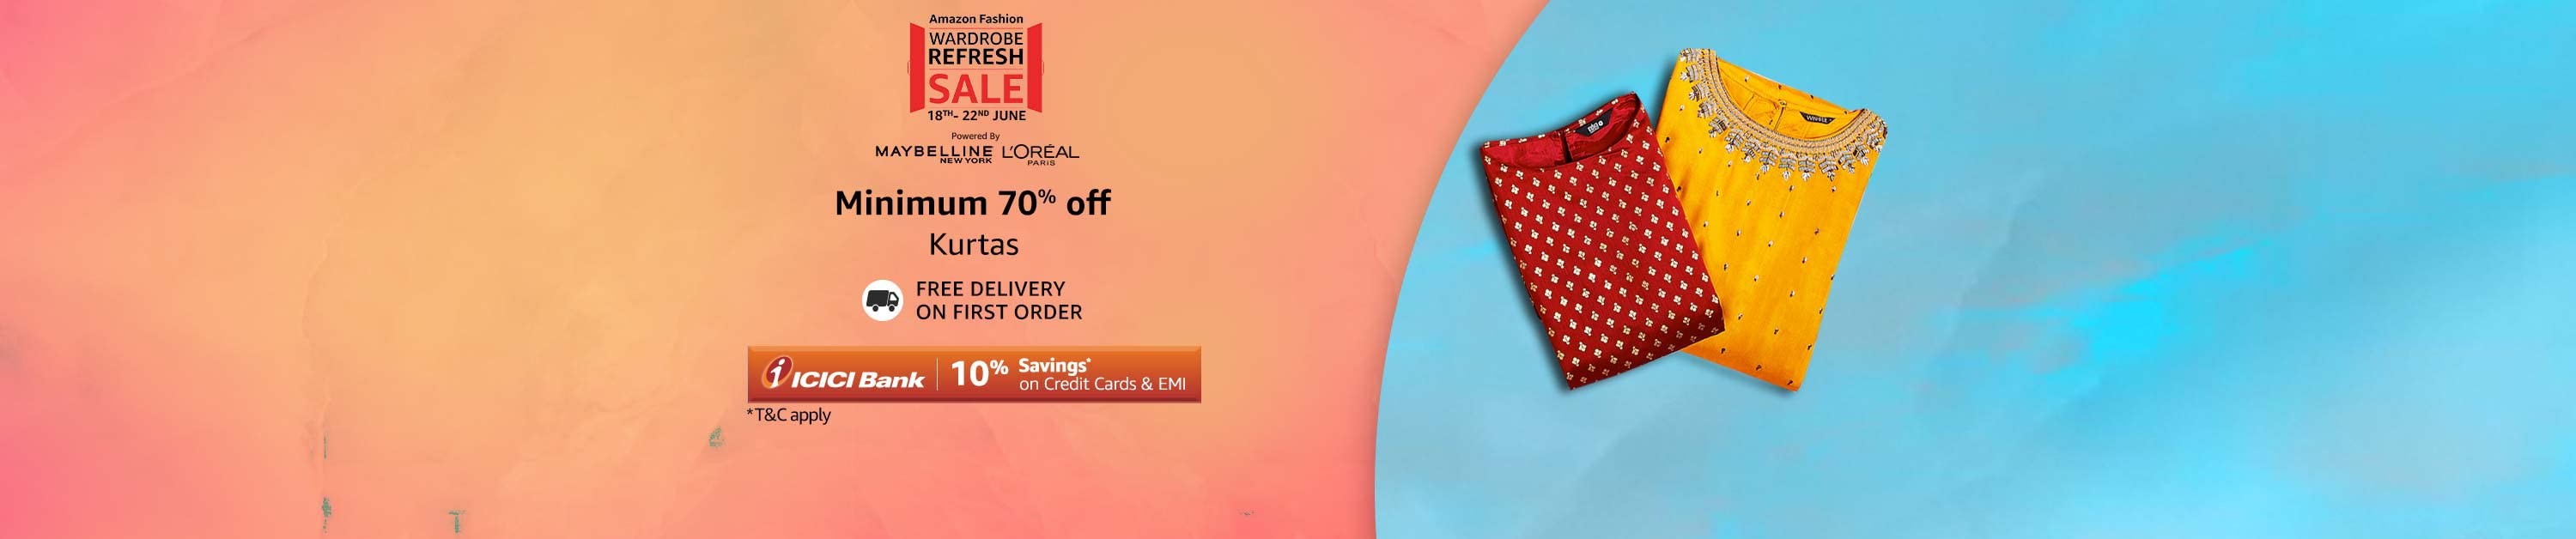 Amazon Fashion
WARDROBE
REFRESH
SALE
18TH- 22ND JUNE
Powered By
MAYBELLINE L'ORÉAL
NEW YORK PARIS
Minimum 70% off
Kurtas
FREE DELIVERY
ON FIRST ORDER
ICICI Bank 10% Savings*
on Credit Cards & EMI
*T&C apply